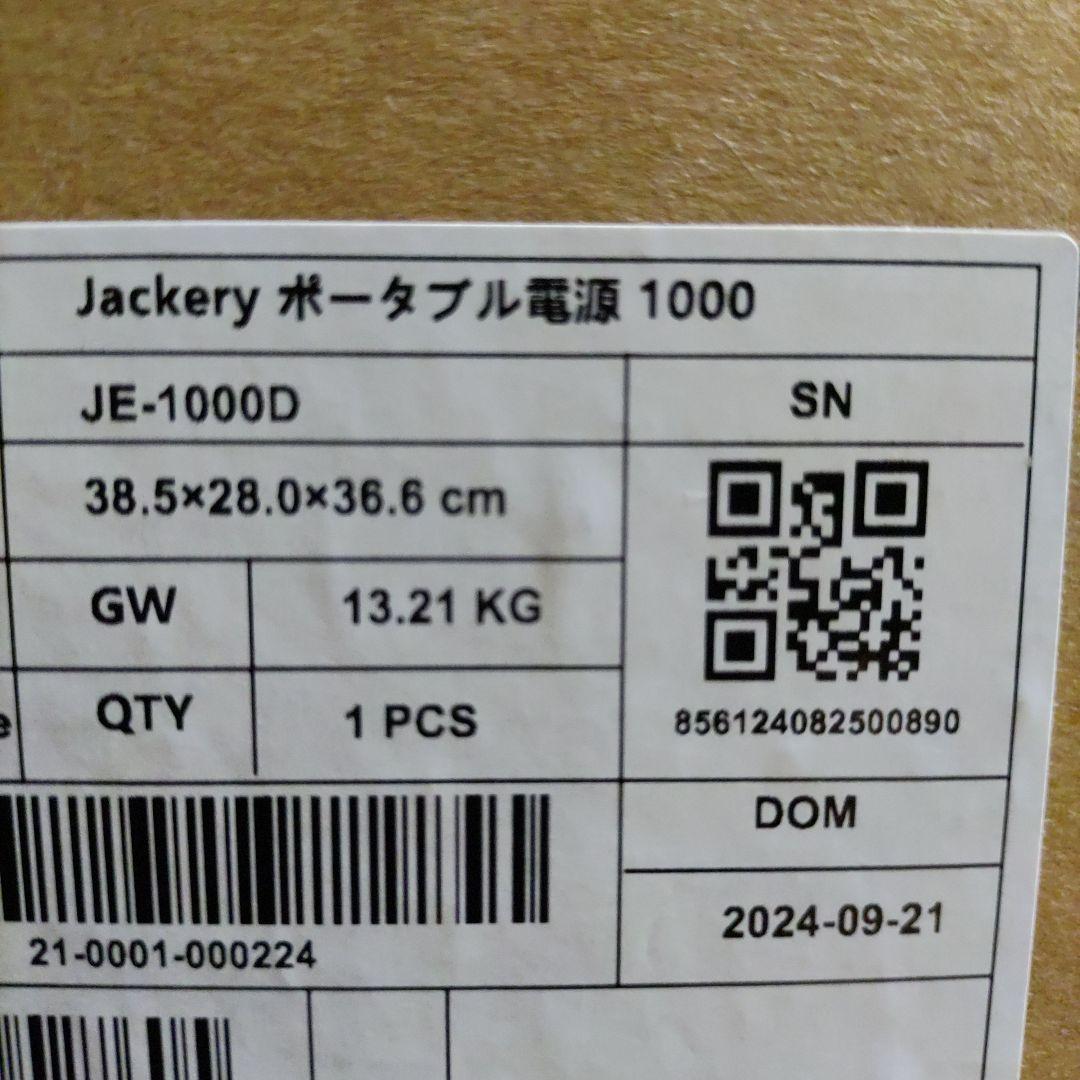 Jackery ポータブル電源 1000
JE-1000D
SN
38.5×28.0×36.6 cm
GW
13.21 KG
QTY
1 PCS
856124082500890
DOM
2024-09-21
21-0001-000224